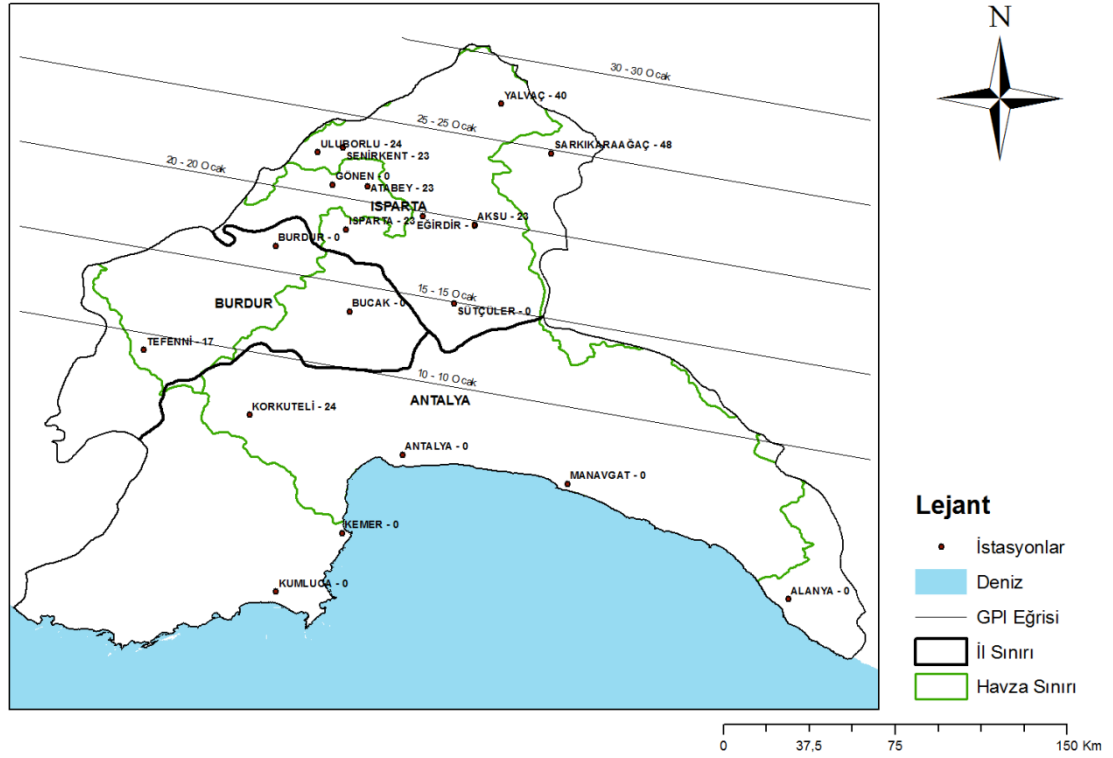 N
30 - 30 Ocak
YALVAÇ - 40
25 - 25 Ocak
ULUBORLU - 24
SENİRKENT - 23
SARKIKARAAĞAÇ - 48
20 - 20 Ocak
GÖNEN - 0
ATABEY - 23
ISPARTA
ISPARTA - 23
EĞİRDİR - 0
AKSU - 23
BURDUR - 0
15 - 15 Ocak
BURDUR
BUCAK - 0
SÜTÇÜLER - 0
TEFENNİ - 17
10 - 10 Ocak
ANTALYA
KORKUTELİ - 24
ANTALYA - 0
MANAVGAT - 0
KEMER - 0
KUMLUCA - 0
ALANYA - 0
Lejant
İstasyonlar
Deniz
GPI Eğrisi
İl Sınırı
Havza Sınırı
0 37,5 75 150 Km